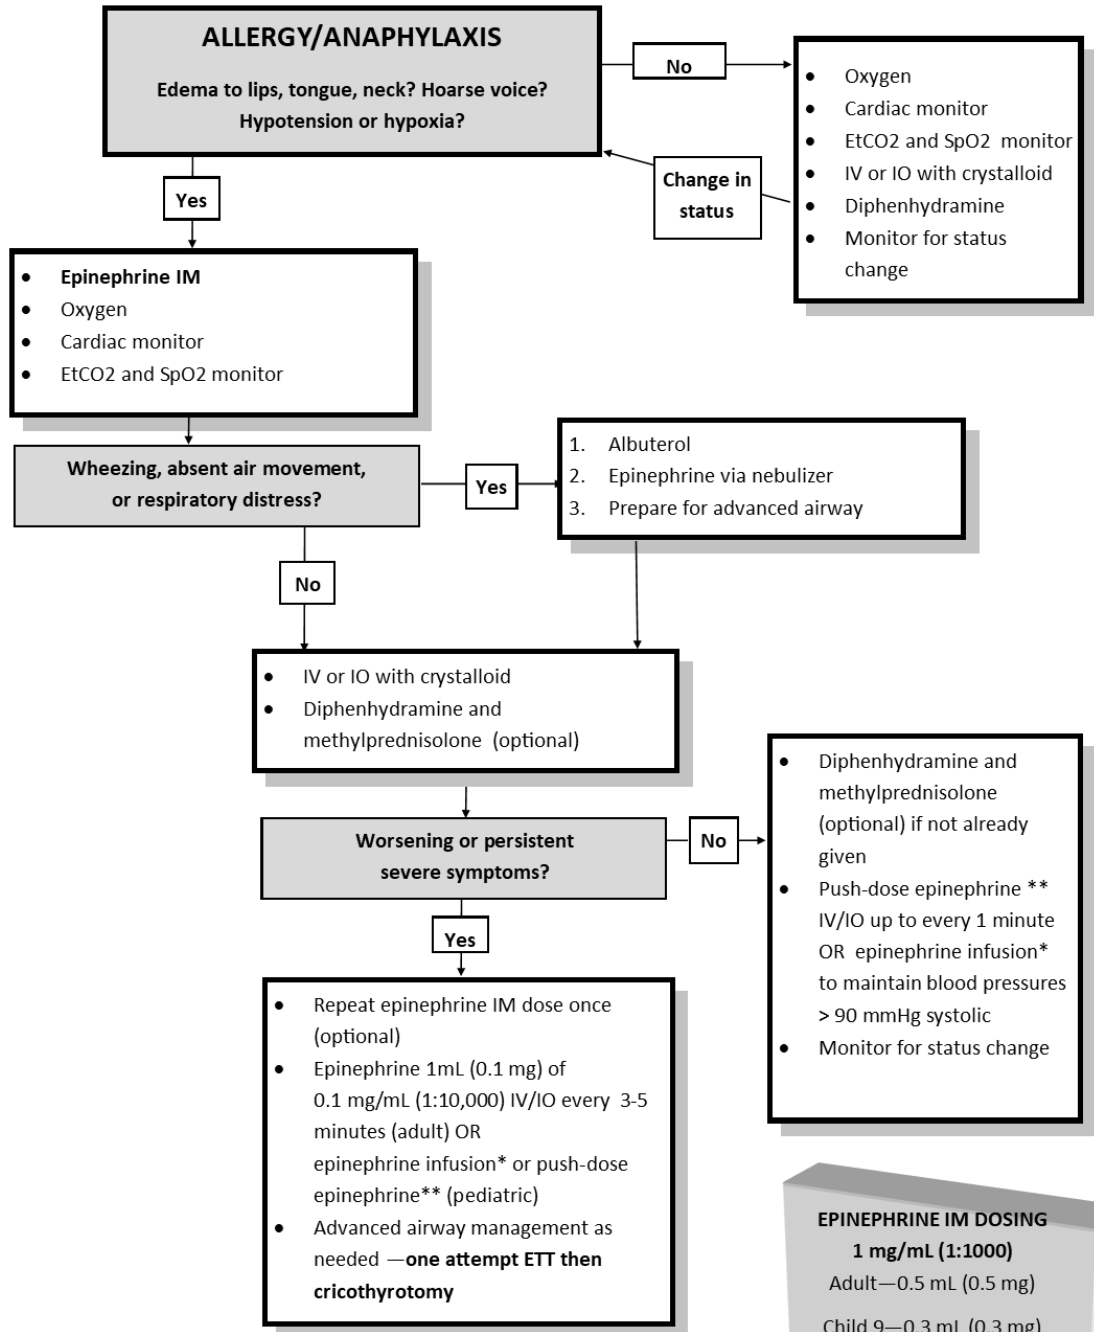 ALLERGY/ANAPHYLAXIS
Edema to lips, tongue, neck? Hoarse voice?
Hypotension or hypoxia?
No
• Oxygen
• Cardiac monitor
• EtCO2 and SpO2 monitor
• IV or IO with crystalloid
• Diphenhydramine
• Monitor for status
change
Change in
status
Yes
• Epinephrine IM
• Oxygen
• Cardiac monitor
• EtCO2 and SpO2 monitor
Wheezing, absent air movement,
or respiratory distress?
Yes
1. Albuterol
2. Epinephrine via nebulizer
3. Prepare for advanced airway
No
• IV or IO with crystalloid
• Diphenhydramine and
methylprednisolone (optional)
Worsening or persistent
severe symptoms?
No
• Diphenhydramine and
methylprednisolone
(optional) if not already
given
• Push-dose epinephrine **
IV/IO up to every 1 minute
OR epinephrine infusion*
to maintain blood pressures
> 90 mmHg systolic
• Monitor for status change
Yes
• Repeat epinephrine IM dose once
(optional)
• Epinephrine 1mL (0.1 mg) of
0.1 mg/mL (1:10,000) IV/IO every 3-5
minutes (adult) OR
epinephrine infusion* or push-dose
epinephrine** (pediatric)
• Advanced airway management as
needed —one attempt ETT then
cricothyrotomy
EPINEPHRINE IM DOSING
1 mg/mL (1:1000)
Adult—0.5 mL (0.5 mg)
Child 9—0.3 mL (0.3 mg)